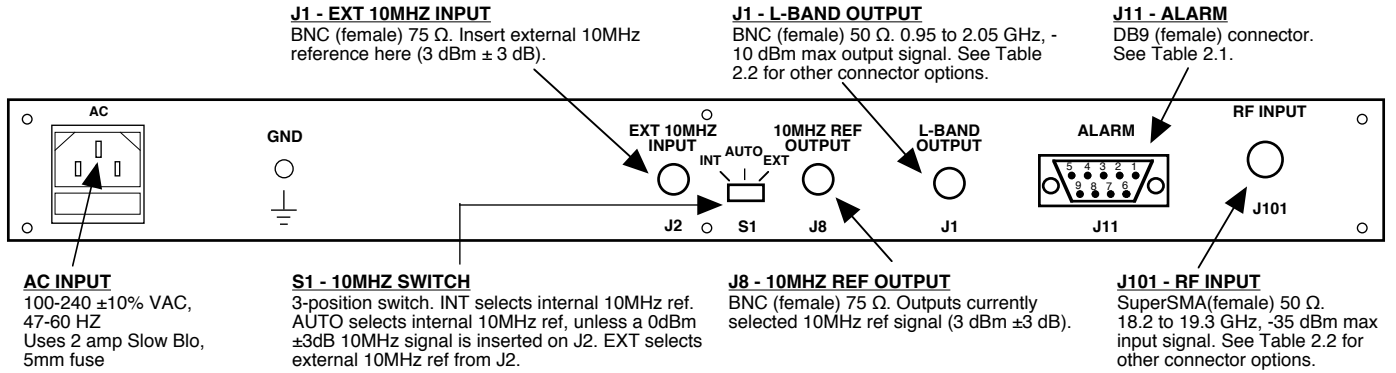 J1 - EXT 10MHZ INPUT
BNC (female) 75 Ω. Insert external 10MHz
reference here (3 dBm ± 3 dB).
J1 - L-BAND OUTPUT
BNC (female) 50 Ω. 0.95 to 2.05 GHz, -
10 dBm max output signal. See Table
2.2 for other connector options.
J11 - ALARM
DB9 (female) connector.
See Table 2.1.
AC
GND
EXT 10MHZ
INPUT
INT
AUTO
EXT
10MHZ REF
OUTPUT
L-BAND
OUTPUT
ALARM
5 4 3 2 1
9 8 7 6
RF INPUT
J2
S1
J8
J1
J11
J101
AC INPUT
100-240 ±10% VAC,
47-60 HZ
Uses 2 amp Slow Blo,
5mm fuse
S1 - 10MHZ SWITCH
3-position switch. INT selects internal 10MHz ref.
AUTO selects internal 10MHz ref, unless a 0dBm
±3dB 10MHz signal is inserted on J2. EXT selects
external 10MHz ref from J2.
J8 - 10MHZ REF OUTPUT
BNC (female) 75 Ω. Outputs currently
selected 10MHz ref signal (3 dBm ±3 dB).
J101 - RF INPUT
SuperSMA(female) 50 Ω.
18.2 to 19.3 GHz, -35 dBm max
input signal. See Table 2.2 for
other connector options.